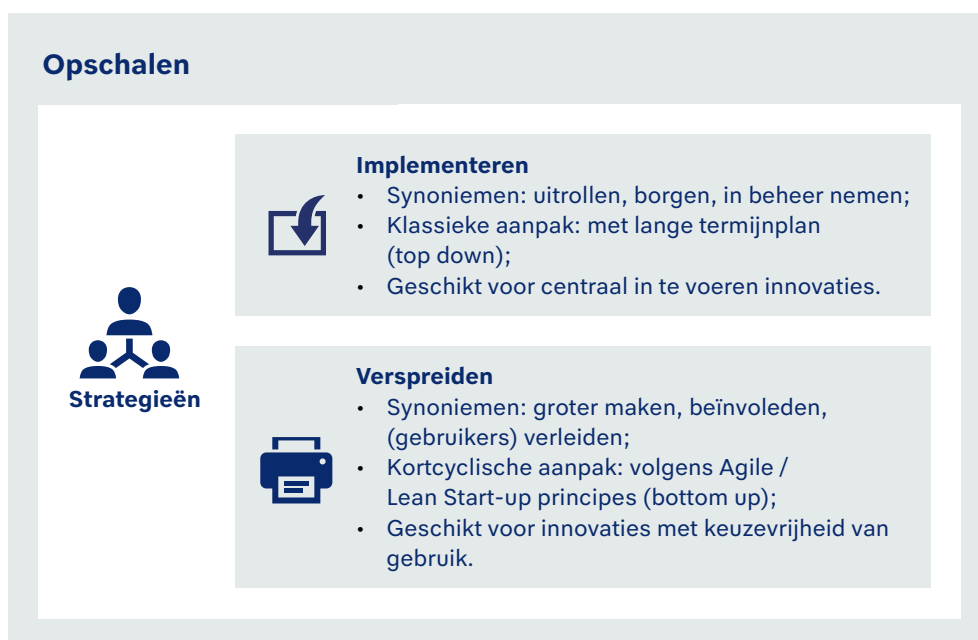 Opschalen
Implementeren
• Synoniemen: uitrollen, borgen, in beheer nemen;
• Klassieke aanpak: met lange termijnplan
(top down);
• Geschikt voor centraal in te voeren innovaties.
Strategieën
Verspreiden
• Synoniemen: groter maken, beïnvoleden,
(gebruikers) verleiden;
• Kortcyclische aanpak: volgens Agile /
Lean Start-up principes (bottom up);
• Geschikt voor innovaties met keuzevrijheid van
gebruik.